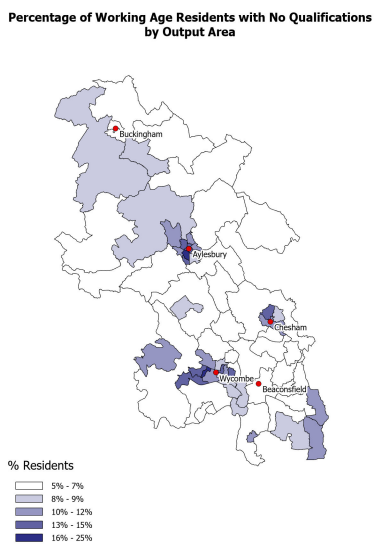 Percentage of Working Age Residents with No Qualifications
by Output Area
Buckingham
Aylesbury
Chesham
Wycombe
Beaconsfield
% Residents
5% - 7%
8% - 9%
10% - 12%
13% - 15%
16% - 25%